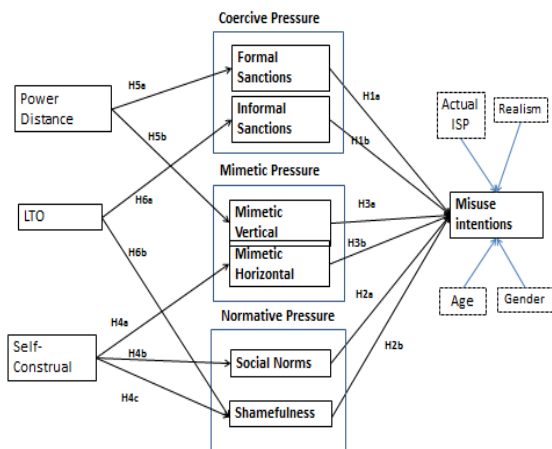 Coercive Pressure
Formal
Sanctions
Informal
Sanctions
H5a
H5b
Power
Distance
H1a
H1b
Actual
ISP
Realism
Mimetic Pressure
H6a
H6b
LTO
Mimetic
Vertical
Mimetic
Horizontal
H3a
H3b
Misuse
intentions
H4a
H4b
H4c
Self-
Construal
Normative Pressure
Social Norms
Shamefulness
H2a
H2b
Age
Gender